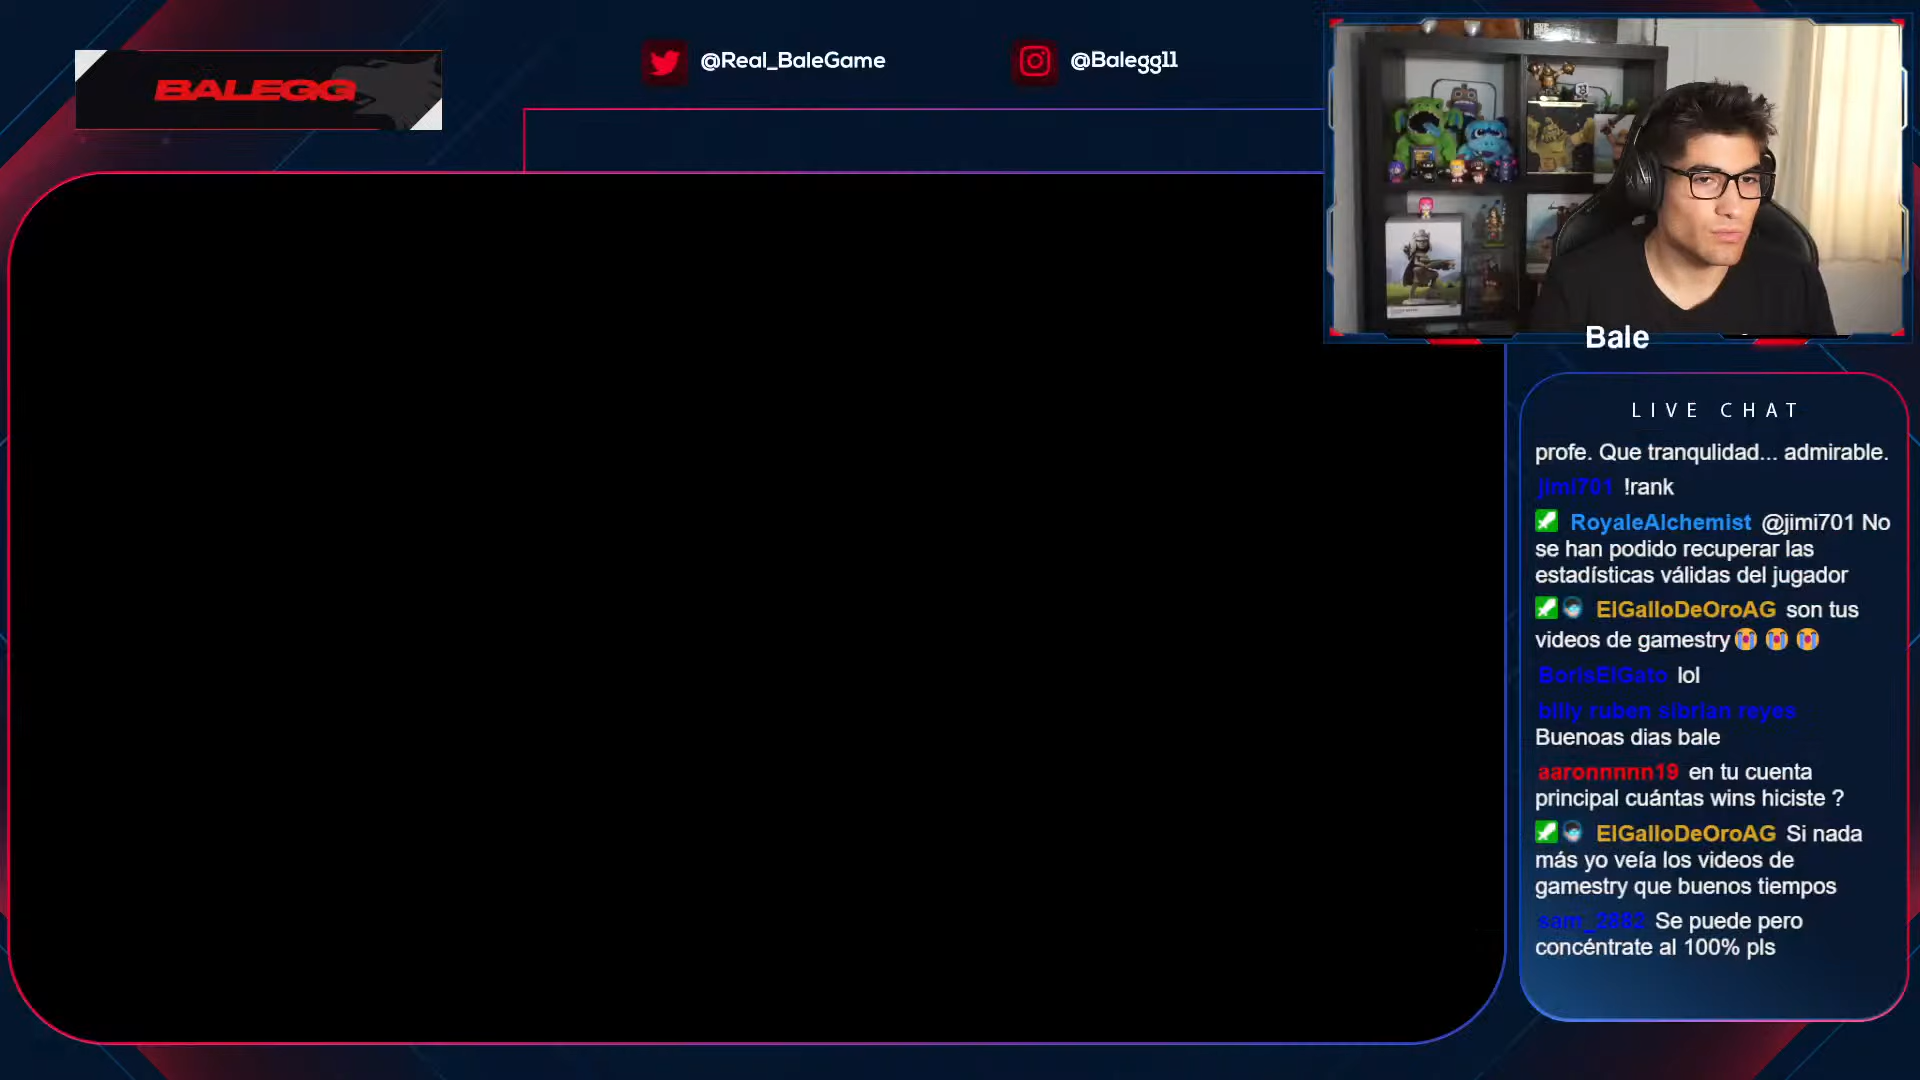 BALEGG
@Real_BaleGame
@Balegg11
Bale
LIVE CHAT
profe. Que tranqulidad... admirable.
jimi701 !rank
RoyaleAlchemist @jimi701 No
se han podido recuperar las
estadísticas válidas del jugador
ElGalloDeOroAG son tus
videos de gamestry😭 😭 😭
BorisElGato lol
billy ruben sibrian reyes
Buenoas dias bale
aaronnnnn19 en tu cuenta
principal cuántas wins hiciste ?
ElGalloDeOroAG Si nada
más yo veía los videos de
gamestry que buenos tiempos
sam_2882 Se puede pero
concéntrate al 100% pls